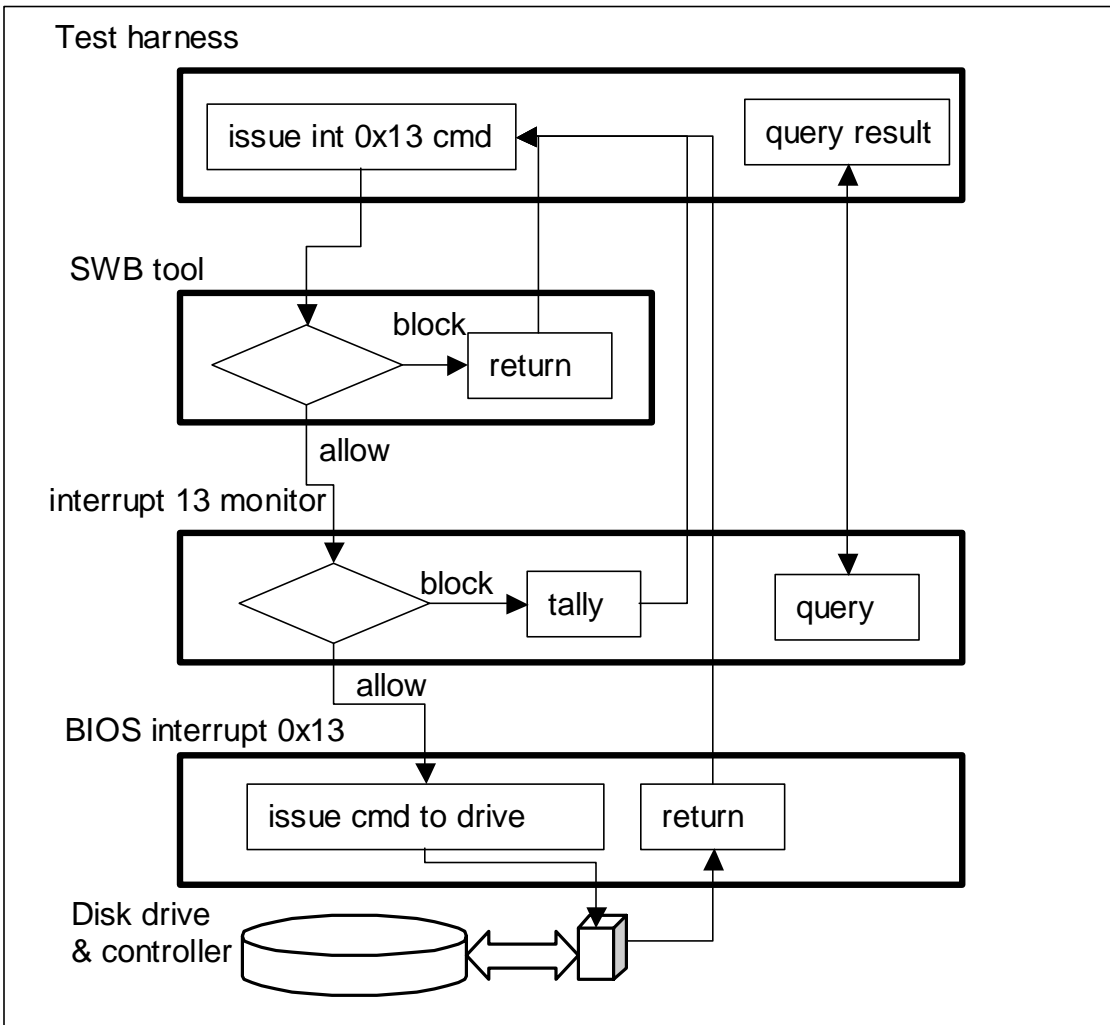 Test harness
issue int 0x13 cmd
query result
SWB tool
block
return
allow
interrupt 13 monitor
block
tally
query
allow
BIOS interrupt 0x13
issue cmd to drive
return
Disk drive
& controller